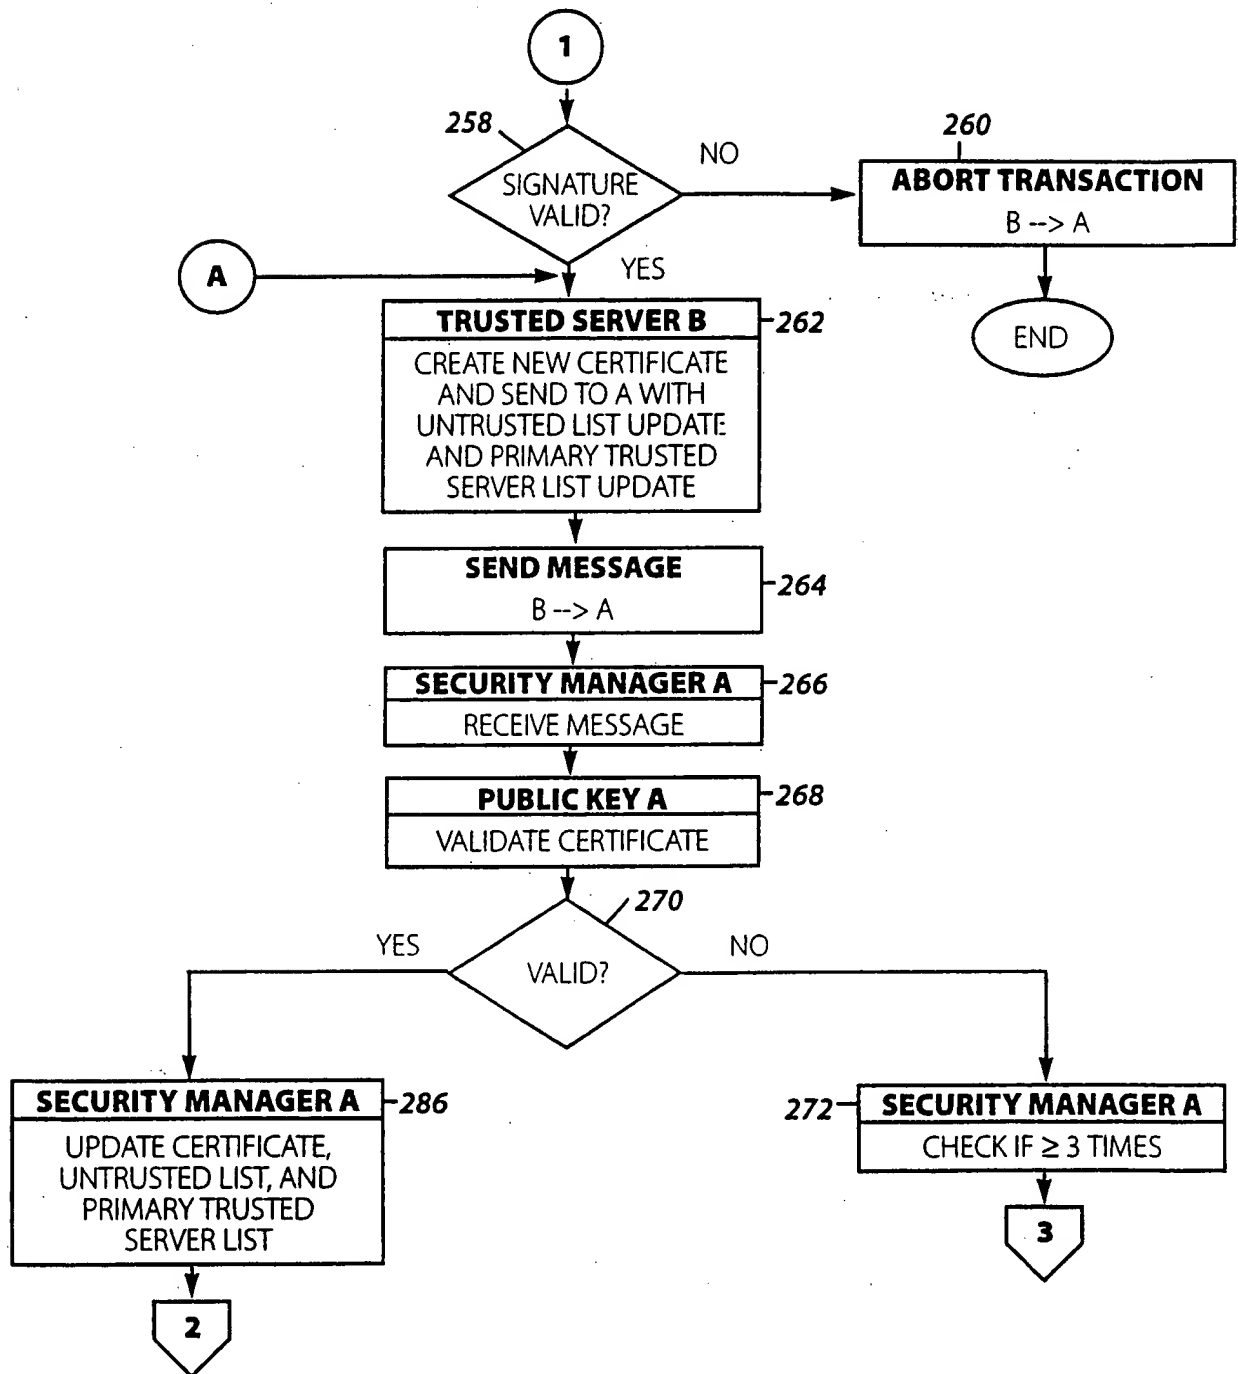 1
258
SIGNATURE
VALID?
NO
260
ABORT TRANSACTION
B --> A
END
A
YES
TRUSTED SERVER B
262
CREATE NEW CERTIFICATE
AND SEND TO A WITH
UNTRUSTED LIST UPDATE
AND PRIMARY TRUSTED
SERVER LIST UPDATE
SEND MESSAGE
B --> A
264
SECURITY MANAGER A
266
RECEIVE MESSAGE
PUBLIC KEY A
268
VALIDATE CERTIFICATE
270
VALID?
YES
NO
SECURITY MANAGER A
286
UPDATE CERTIFICATE,
UNTRUSTED LIST, AND
PRIMARY TRUSTED
SERVER LIST
2
272
SECURITY MANAGER A
CHECK IF ≥ 3 TIMES
3